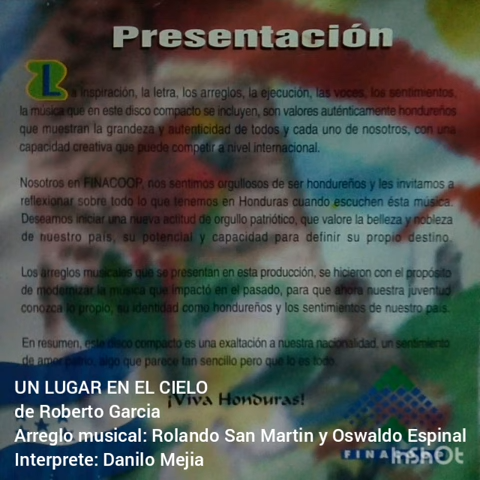 Presentación
La inspiración, la letra, los arreglos, la ejecución, las voces, los sentimientos,
la música que en este disco compacto se incluyen, son valores auténticamente hondureños
que muestran la grandeza y autenticidad de todos y cada uno de nosotros, con una
capacidad creativa que puede competir a nivel internacional.
Nosotros en FINACOOP, nos sentimos orgullosos de ser hondureños y les invitamos a
reflexionar sobre todo lo que tenemos en Honduras cuando escuchen ésta música.
Deseamos iniciar una nueva actitud de orgullo patriótico, que valore la belleza y nobleza
de nuestro país, su potencial y capacidad para definir su propio destino.
Los arreglos musicales que se presentan en esta producción, se hicieron con el propósito
de modernizar la música que impactó en el pasado, para que ahora nuestra juventud
conozca lo propio, su identidad como hondureños y los sentimientos de nuestro país.
En resumen, este disco compacto es una exaltación a nuestra nacionalidad, un sentimiento
de amor patrio, algo que parece tan sencillo pero que lo es todo.
¡Viva Honduras!
UN LUGAR EN EL CIELO
de Roberto Garcia
Arreglo musical: Rolando San Martin y Oswaldo Espinal
Interprete: Danilo Mejia
FINACOOP
InShOt